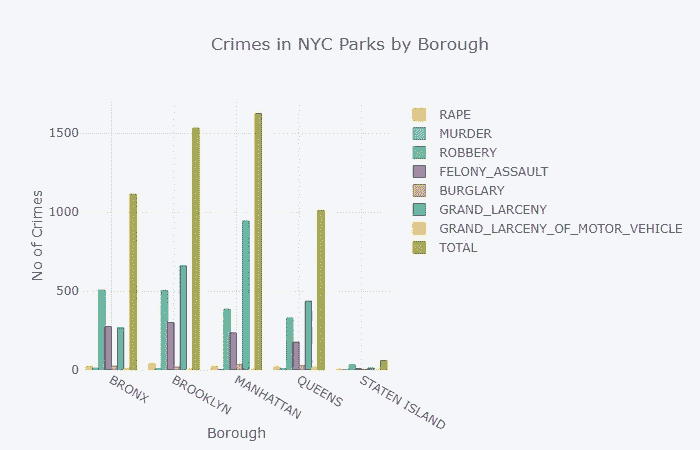 Crimes in NYC Parks by Borough
No of Crimes
1500
1000
500
0
BRONX
BROOKLYN
MANHATTAN
QUEENS
STATEN ISLAND
Borough
RAPE
MURDER
ROBBERY
FELONY_ASSAULT
BURGLARY
GRAND_LARCENY
GRAND_LARCENY_OF_MOTOR_VEHICLE
TOTAL